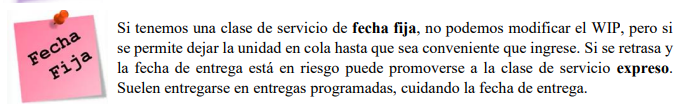 Fecha
Fija
Si tenemos una clase de servicio de fecha fija, no podemos modificar el WIP, pero si
se permite dejar la unidad en cola hasta que sea conveniente que ingrese. Si se retrasa y
la fecha de entrega está en riesgo puede promoverse a la clase de servicio expreso.
Suelen entregarse en entregas programadas, cuidando la fecha de entrega.